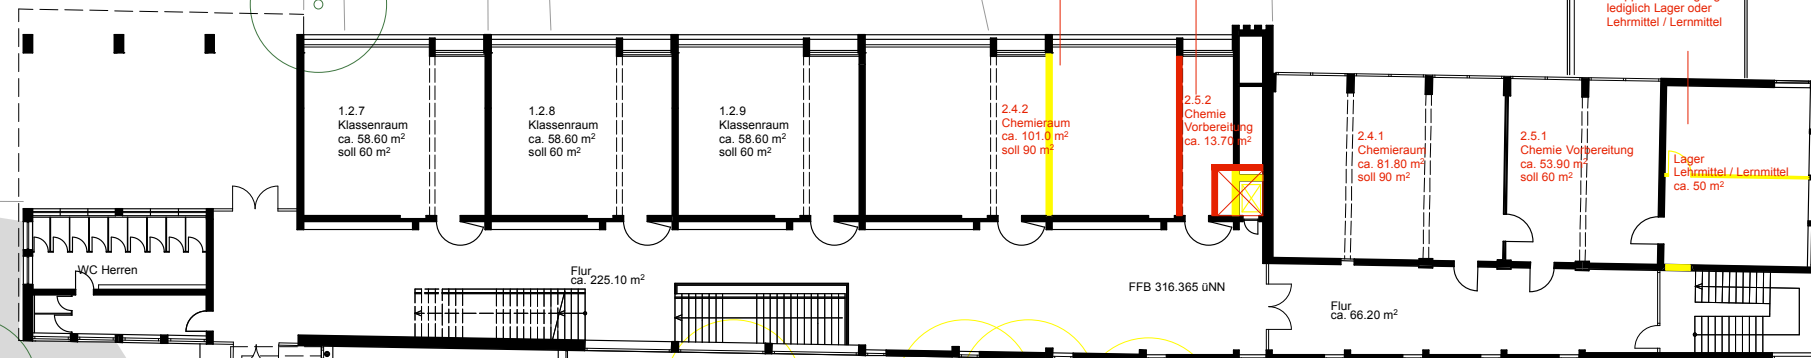 lediglich Lager oder
Lehrmittel / Lernmittel
1.2.7
Klassenraum
ca. 58.60 m²
soll 60 m²
1.2.8
Klassenraum
ca. 58.60 m²
soll 60 m²
1.2.9
Klassenraum
ca. 58.60 m²
soll 60 m²
2.4.2
Chemieraum
ca. 101.0 m²
soll 90 m²
2.5.2
Chemie
Vorbereitung
ca. 13.70 m²
2.4.1
Chemieraum
ca. 81.80 m²
soll 90 m²
2.5.1
Chemie Vorbereitung
ca. 53.90 m²
soll 60 m²
Lager
Lehrmittel / Lernmittel
ca. 50 m²
WC Herren
Flur
ca. 225.10 m²
FFB 316.365 üNN
Flur
ca. 66.20 m²